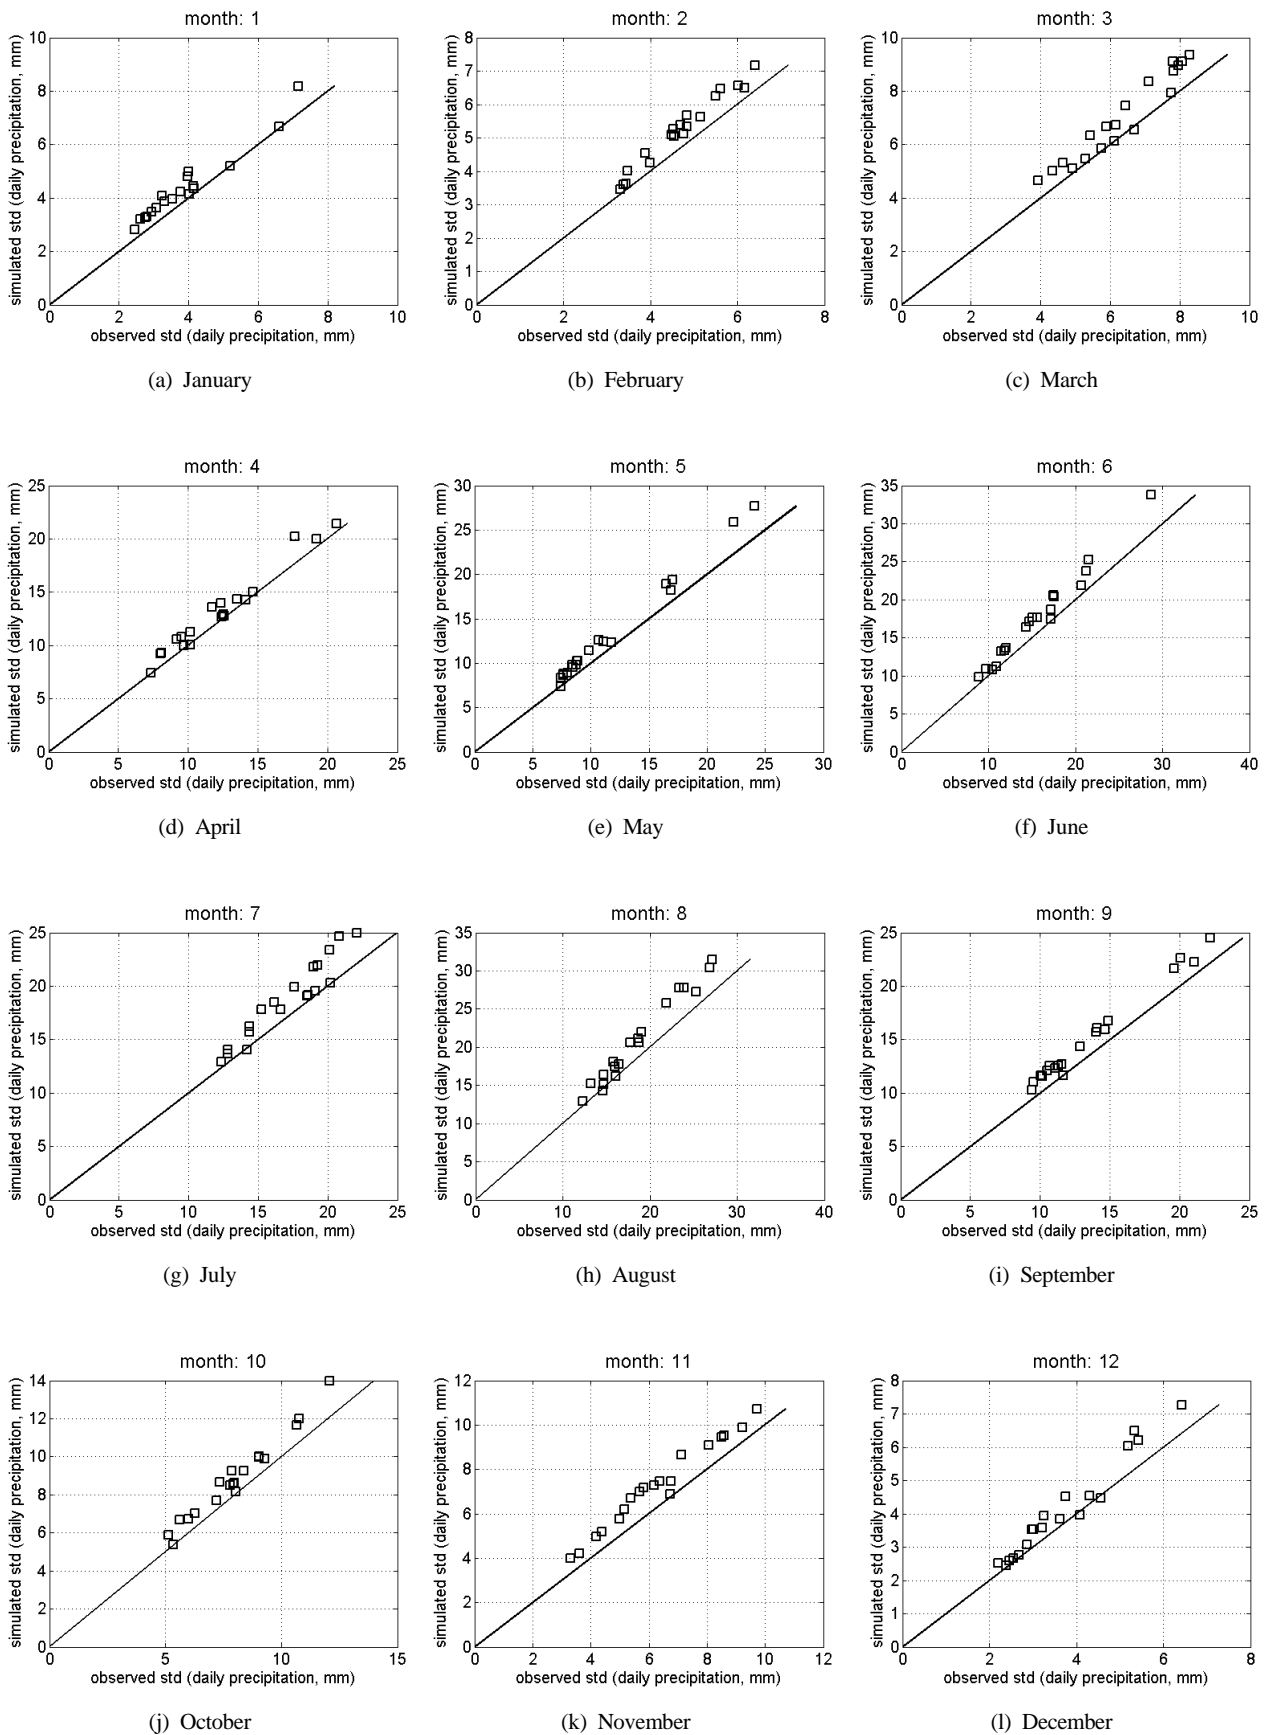 month: 1
simulated std (daily precipitation, mm)
10
8
6
4
2
0
0 2 4 6 8 10
observed std (daily precipitation, mm)
(a) January
month: 2
simulated std (daily precipitation, mm)
8
7
6
5
4
3
2
1
0
0 2 4 6 8
observed std (daily precipitation, mm)
(b) February
month: 3
simulated std (daily precipitation, mm)
10
8
6
4
2
0
0 2 4 6 8 10
observed std (daily precipitation, mm)
(c) March
month: 4
simulated std (daily precipitation, mm)
25
20
15
10
5
0
0 5 10 15 20 25
observed std (daily precipitation, mm)
(d) April
month: 5
simulated std (daily precipitation, mm)
30
25
20
15
10
5
0
0 5 10 15 20 25 30
observed std (daily precipitation, mm)
(e) May
month: 6
simulated std (daily precipitation, mm)
35
30
25
20
15
10
5
0
0 10 20 30 40
observed std (daily precipitation, mm)
(f) June
month: 7
simulated std (daily precipitation, mm)
25
20
15
10
5
0
0 5 10 15 20 25
observed std (daily precipitation, mm)
(g) July
month: 8
simulated std (daily precipitation, mm)
35
30
25
20
15
10
5
0
0 10 20 30 40
observed std (daily precipitation, mm)
(h) August
month: 9
simulated std (daily precipitation, mm)
25
20
15
10
5
0
0 5 10 15 20 25
observed std (daily precipitation, mm)
(i) September
month: 10
simulated std (daily precipitation, mm)
14
12
10
8
6
4
2
0
0 5 10 15
observed std (daily precipitation, mm)
(j) October
month: 11
simulated std (daily precipitation, mm)
12
10
8
6
4
2
0
0 2 4 6 8 10 12
observed std (daily precipitation, mm)
(k) November
month: 12
simulated std (daily precipitation, mm)
8
7
6
5
4
3
2
1
0
0 2 4 6 8
observed std (daily precipitation, mm)
(l) December